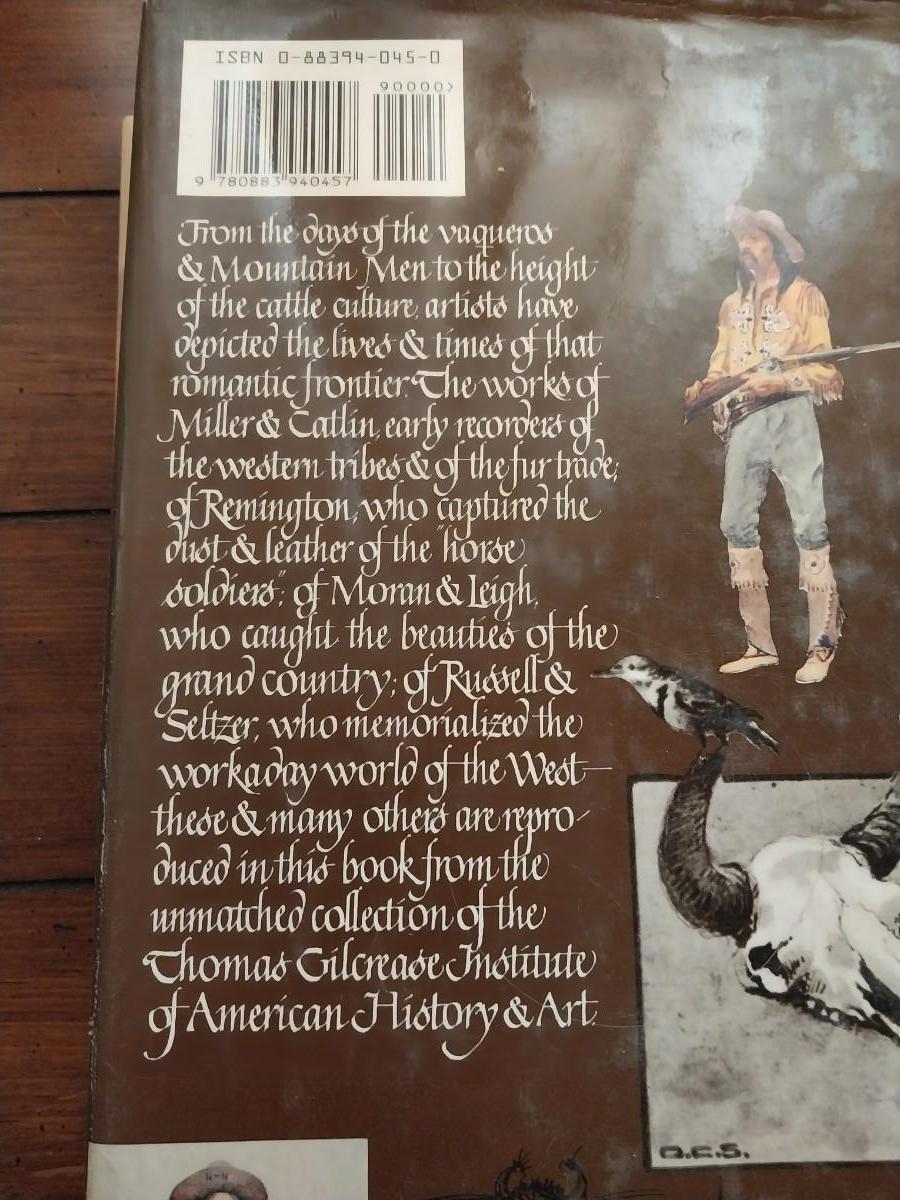 ISBN 0-88394-045-0
90000>
9 780883 940457
From the days of the vaqueros
& Mountain Men to the height
of the cattle culture, artists have
depicted the lives & times of that
romantic frontier. The works of
Miller & Catlin, early recorders of
the western tribes & of the fur trade;
of Remington, who captured the
dust & leather of the "horse
soldiers"; of Moran & Leigh,
who caught the beauties of the
grand country; of Russell &
Seltzer, who memorialized the
workaday world of the West—
these & many others are repro-
duced in this book from the
unmatched collection of the
Thomas Gilcrease Institute
of American History & Art.
O.C.S.
N-N